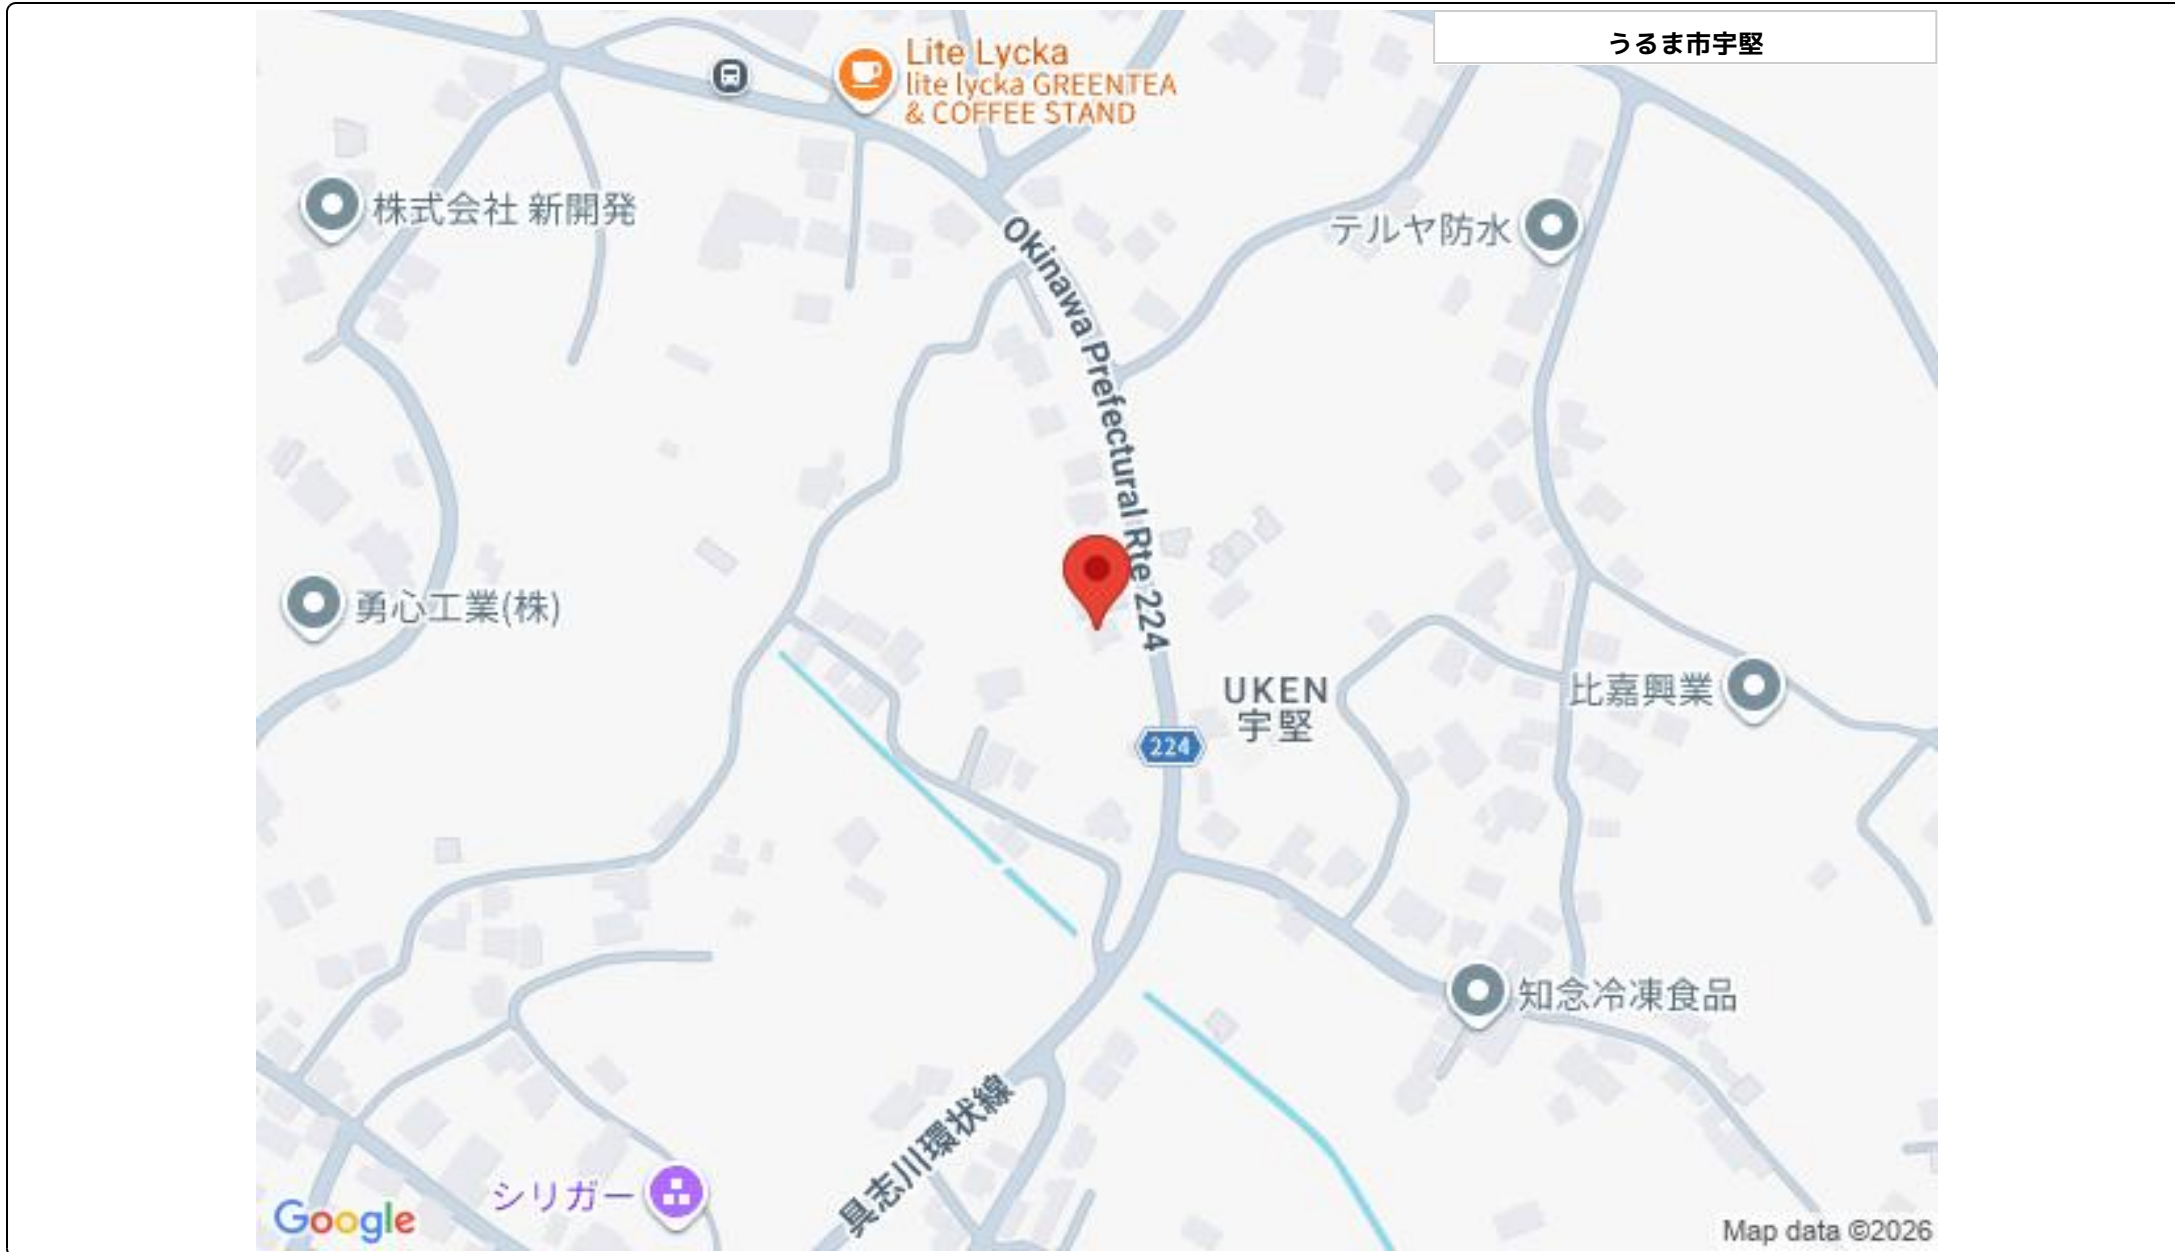 うるま市宇堅
Lite Lycka
lite lycka GREENTEA
& COFFEE STAND
株式会社 新開発
テルヤ防水
Okinawa Prefectural Rte 224
勇心工業(株)
UKEN
宇堅
比嘉興業
224
知念冷凍食品
具志川環状線
シリガー
Google
Map data ©2026